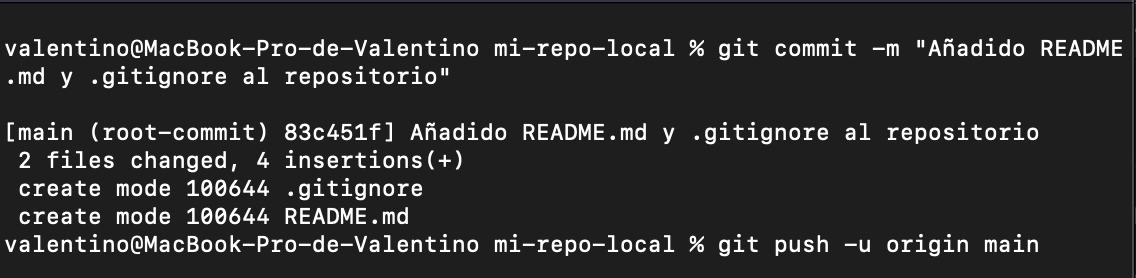 valentino@MacBook-Pro-de-Valentino mi-repo-local % git commit -m "Añadido README
.md y .gitignore al repositorio"
[main (root-commit) 83c451f] Añadido README.md y .gitignore al repositorio
 2 files changed, 4 insertions(+)
 create mode 100644 .gitignore
 create mode 100644 README.md
valentino@MacBook-Pro-de-Valentino mi-repo-local % git push -u origin main